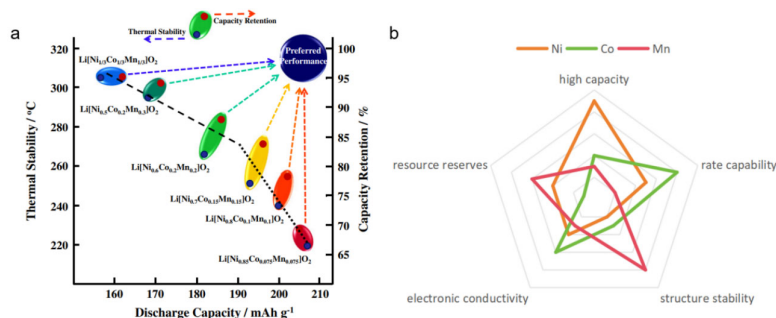 a
Thermal Stability
Capacity Retention
Preferred
Performance
Li[Ni1/3Co1/3Mn1/3]O2
Li[Ni0.5Co0.2Mn0.3]O2
Li[Ni0.6Co0.2Mn0.2]O2
Li[Ni0.7Co0.15Mn0.15]O2
Li[Ni0.8Co0.1Mn0.1]O2
Li[Ni0.85Co0.075Mn0.075]O2
Thermal Stability / °C
320
300
280
260
240
220
Capacity Retention / %
100
95
90
85
80
75
70
65
160
170
180
190
200
210
Discharge Capacity / mAh g-1
b
Ni
Co
Mn
high capacity
rate capability
structure stability
electronic conductivity
resource reserves